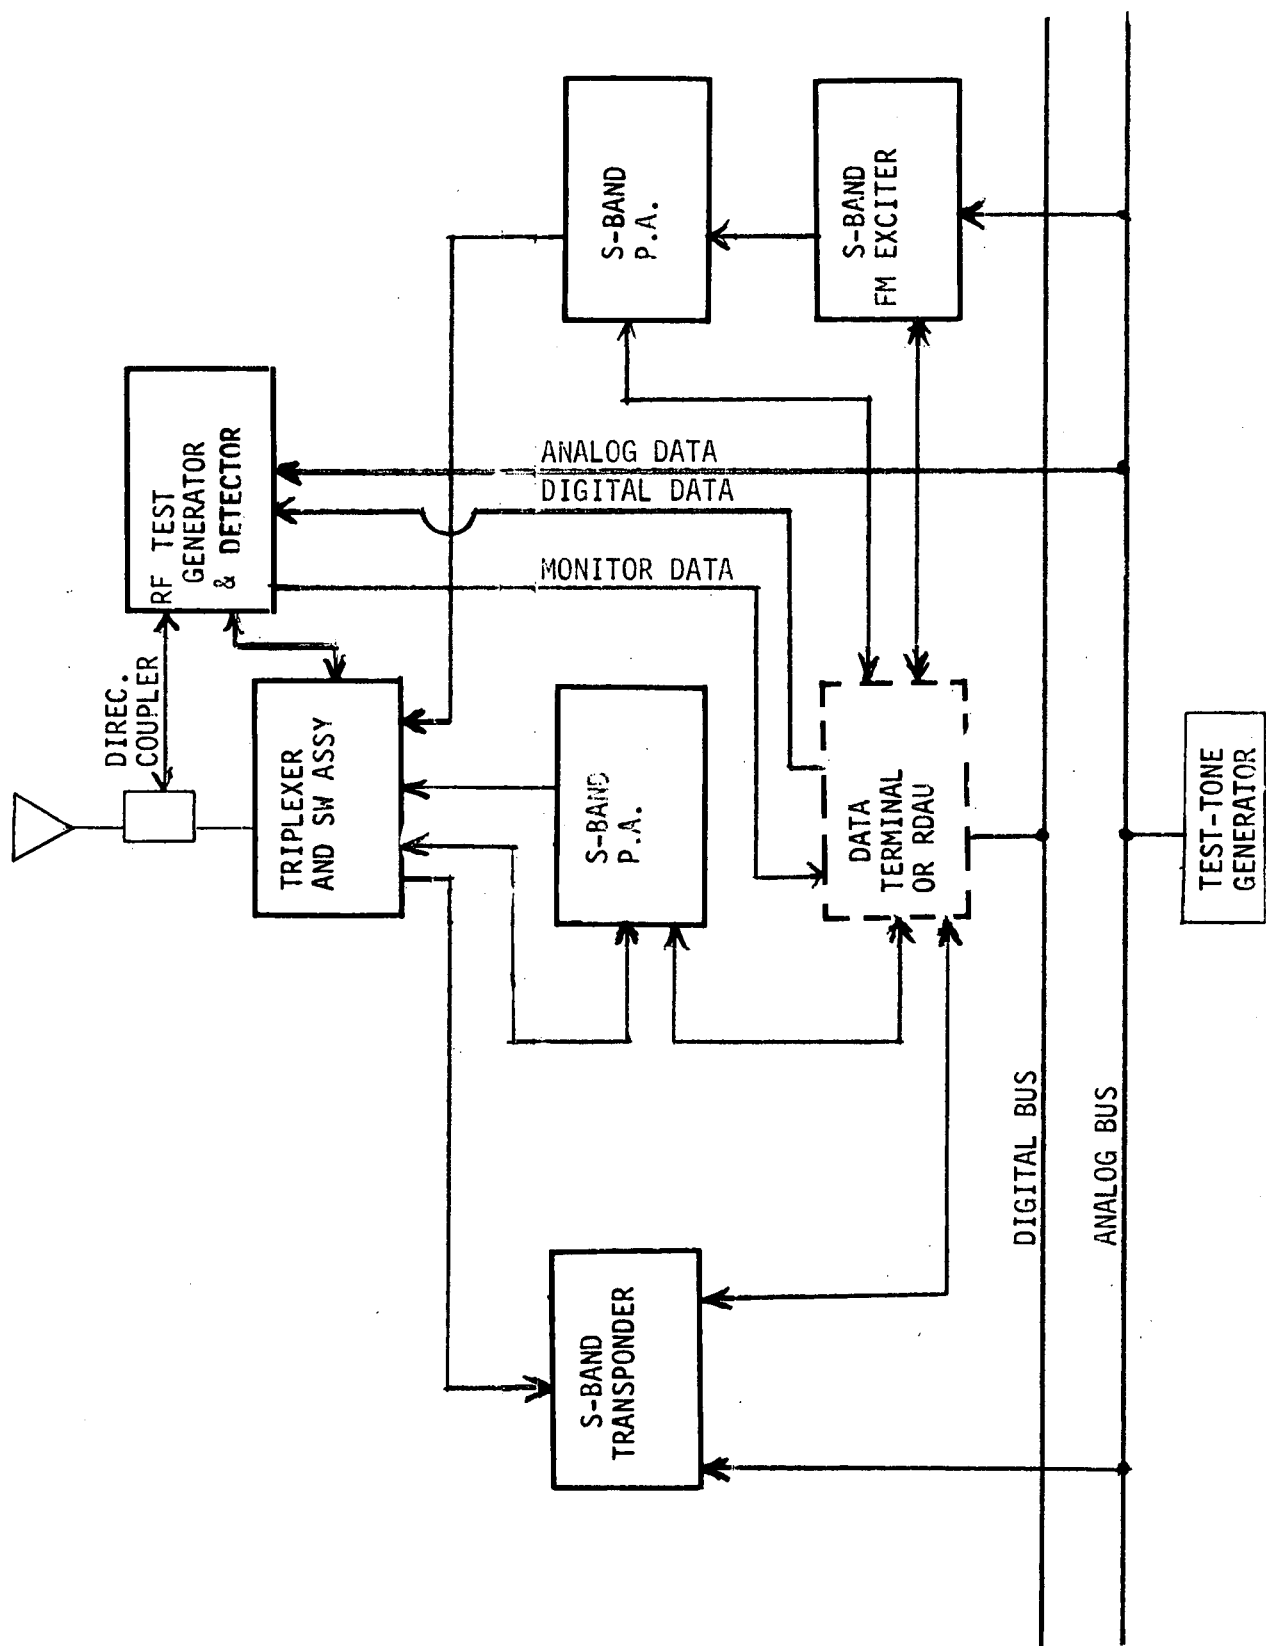 DIREC.
COUPLER
RF TEST
GENERATOR
& DETECTOR
TRIPLEXER
AND SW ASSY
ANALOG DATA
DIGITAL DATA
MONITOR DATA
S-BAND
TRANSPONDER
S-BAND
P.A.
S-BAND
P.A.
S-BAND
FM EXCITER
DATA
TERMINAL
OR RDAU
DIGITAL BUS
ANALOG BUS
TEST-TONE
GENERATOR